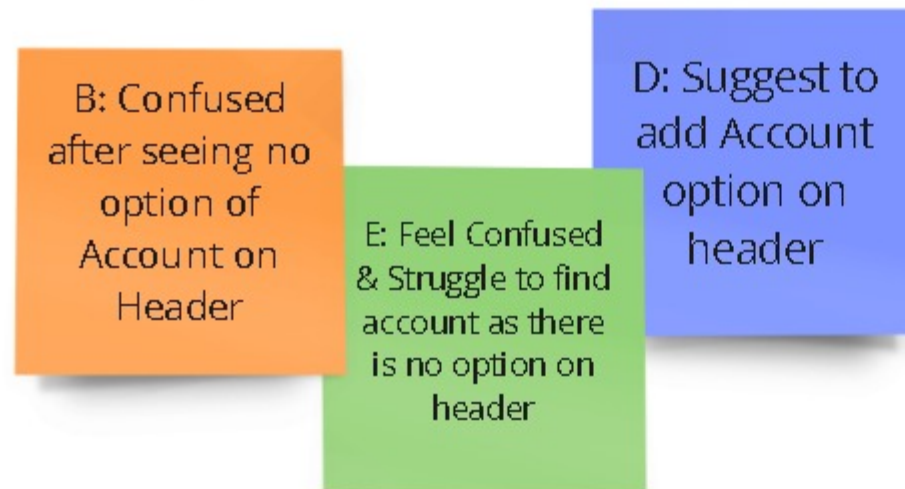 B: Confused
after seeing no
option of
Account on
Header
E: Feel Confused
& Struggle to find
account as there
is no option on
header
D: Suggest to
add Account
option on
header